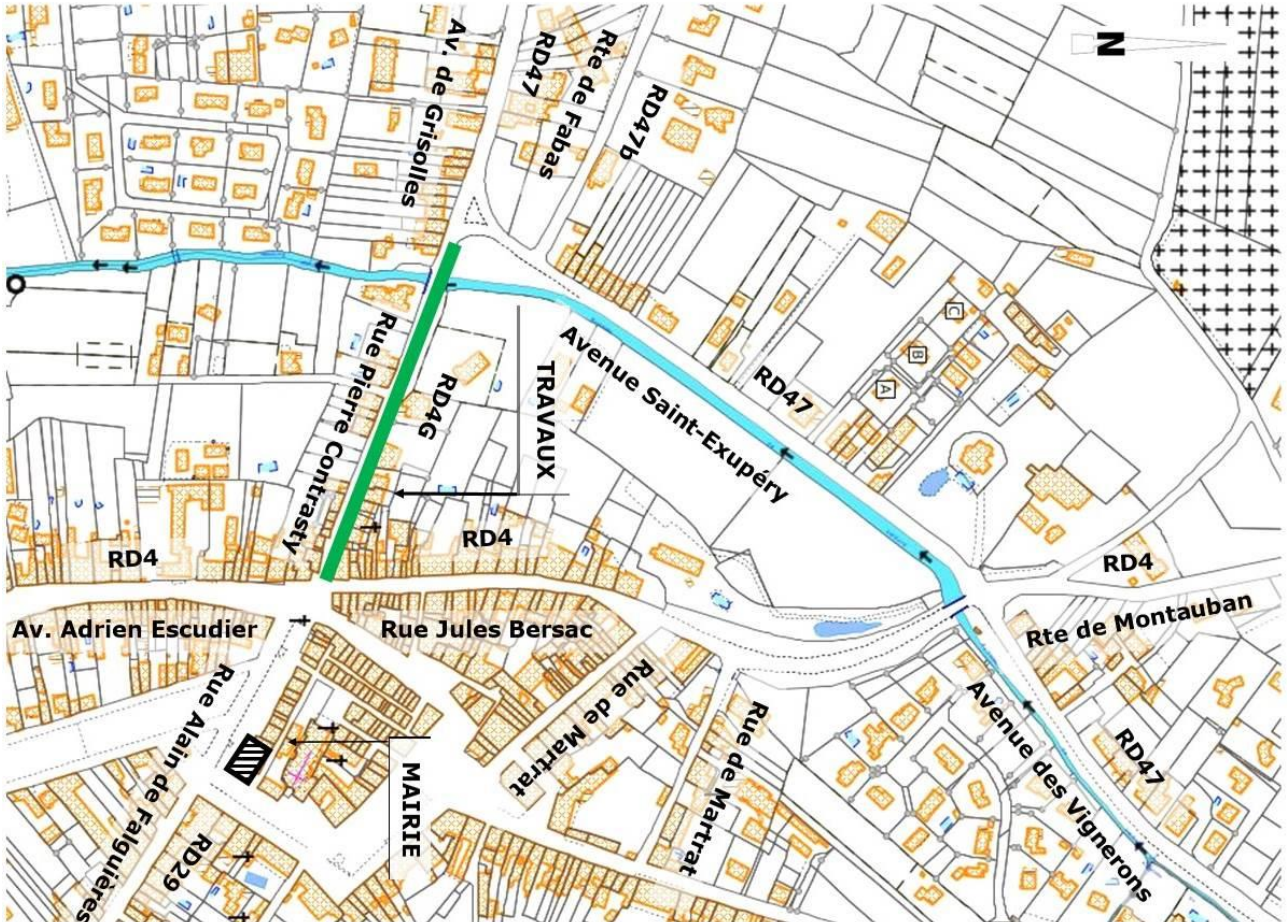 N
Av. de Grisolles
RD47
Rte de Fabas
RD47b
C
B
A
RD47
Avenue Saint-Exupéry
TRAVAUX
RD4G
Rue Pierre Contrasty
RD4
RD4
RD4
Av. Adrien Escudier
Rue Jules Bersac
Rte de Montauban
Rue de Martrat
Rue de Martrat
Avenue des Vignerons
RD47
Rue Alain de Falguières
RD29
MAIRIE